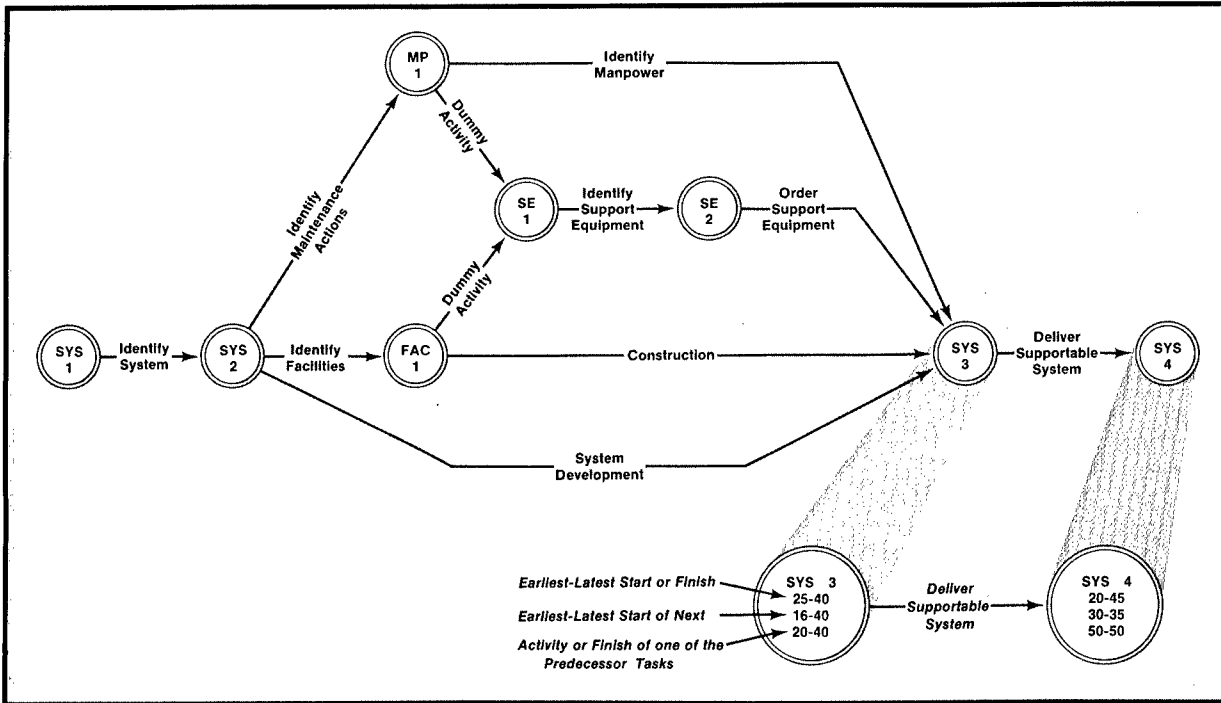 MP
1
Identify
Manpower
Dummy
Activity
Identify
Maintenance
Actions
SE
1
Identify
Support
Equipment
SE
2
Order
Support
Equipment
Dummy
Activity
SYS
1
Identify
System
SYS
2
Identify
Facilities
FAC
1
Construction
SYS
3
Deliver
Supportable
System
SYS
4
System
Development
Earliest-Latest Start or Finish
Earliest-Latest Start of Next
Activity or Finish of one of the
Predecessor Tasks
SYS 3
25-40
16-40
20-40
Deliver
Supportable
System
SYS 4
20-45
30-35
50-50